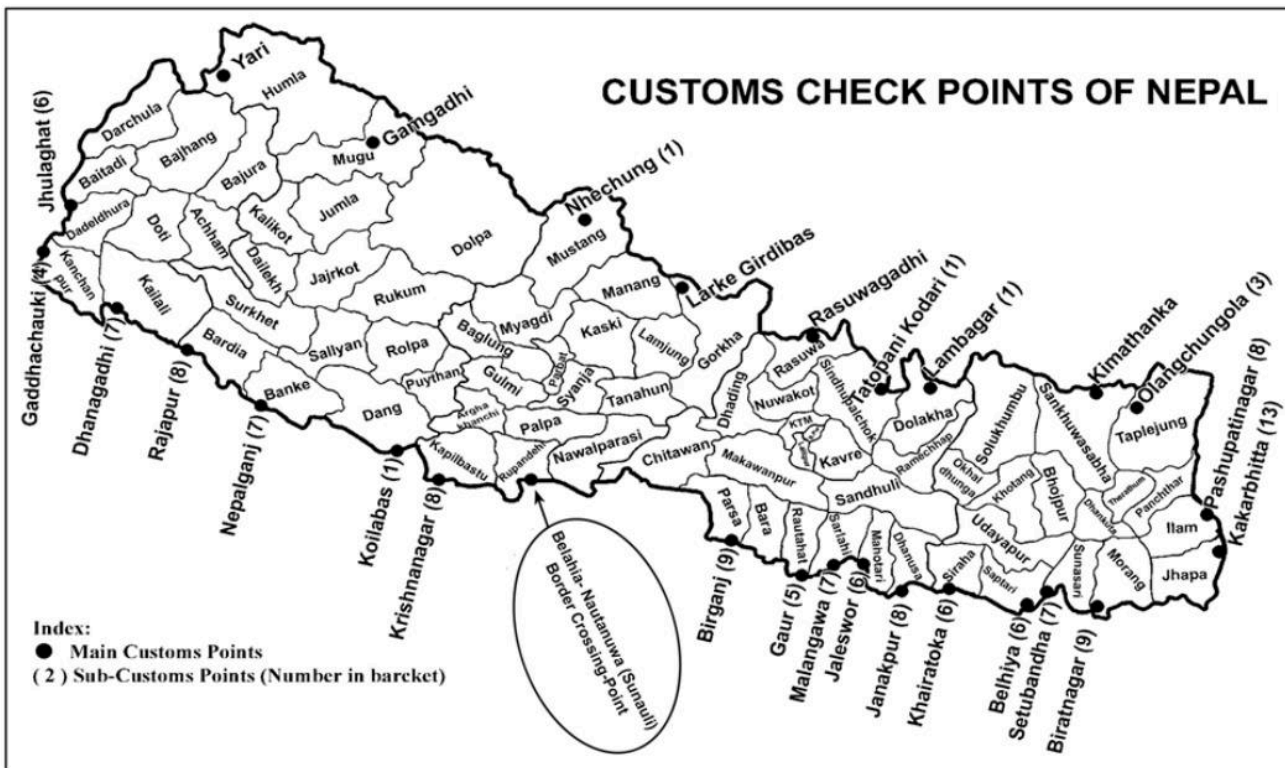 CUSTOMS CHECK POINTS OF NEPAL
Yari
Humla
Darchula
Jhulaghat (6)
Bajhang
Gamgadhi
Mugu
Baitadi
Bajura
Nhechung (1)
Jumla
Dadeldhura
Doti
Achham
Kalikot
Dolpa
Mustang
Gaddhachauki (4)
Kanchan
pur
Kailali
Dailekh
Jajrkot
Larke Girdibas
Rukum
Manang
Rasuwagadhi
Tatopani Kodari (1)
Lambagar (1)
Kimathanka
Olangchungola (3)
Surkhet
Myagdi
Kaski
Dhanagadhi (7)
Bardia
Sallyan
Rolpa
Baglung
Parbat
Lamjung
Gorkha
Rasuwa
Rajapur (8)
Banke
Puythan
Gulmi
Syanja
Tanahun
Dhading
Nuwakot
Sindhupalchok
Dolakha
Solukhumbu
Sankhuwasabha
Taplejung
Pashupatinagar (8)
Nepalganj (7)
Dang
Argha
khanchi
Palpa
KTM
Kavre
Ramechhap
Okhal
dhunga
Khotang
Bhojpur
Therathum
Panchthar
Kakarbhitta (13)
Koilabas (1)
Kapilbastu
Rupandehi
Nawalparasi
Chitawan
Makawanpur
Sandhuli
Udayapur
Dhankuta
Ilam
Krishnanagar (8)
Parsa
Bara
Rautahat
Sarlahi
Mahotari
Dhanusa
Siraha
Saptari
Sunasari
Morang
Jhapa
Belahia- Nautanuwa (Sunauli)
Border Crossing-Point
Birganj (9)
Gaur (5)
Malangawa (7)
Jaleswor (6)
Janakpur (8)
Khairatoka (6)
Belhiya (6)
Setubandha (7)
Biratnagar (9)
Index:
Main Customs Points
( 2 ) Sub-Customs Points (Number in barcket)